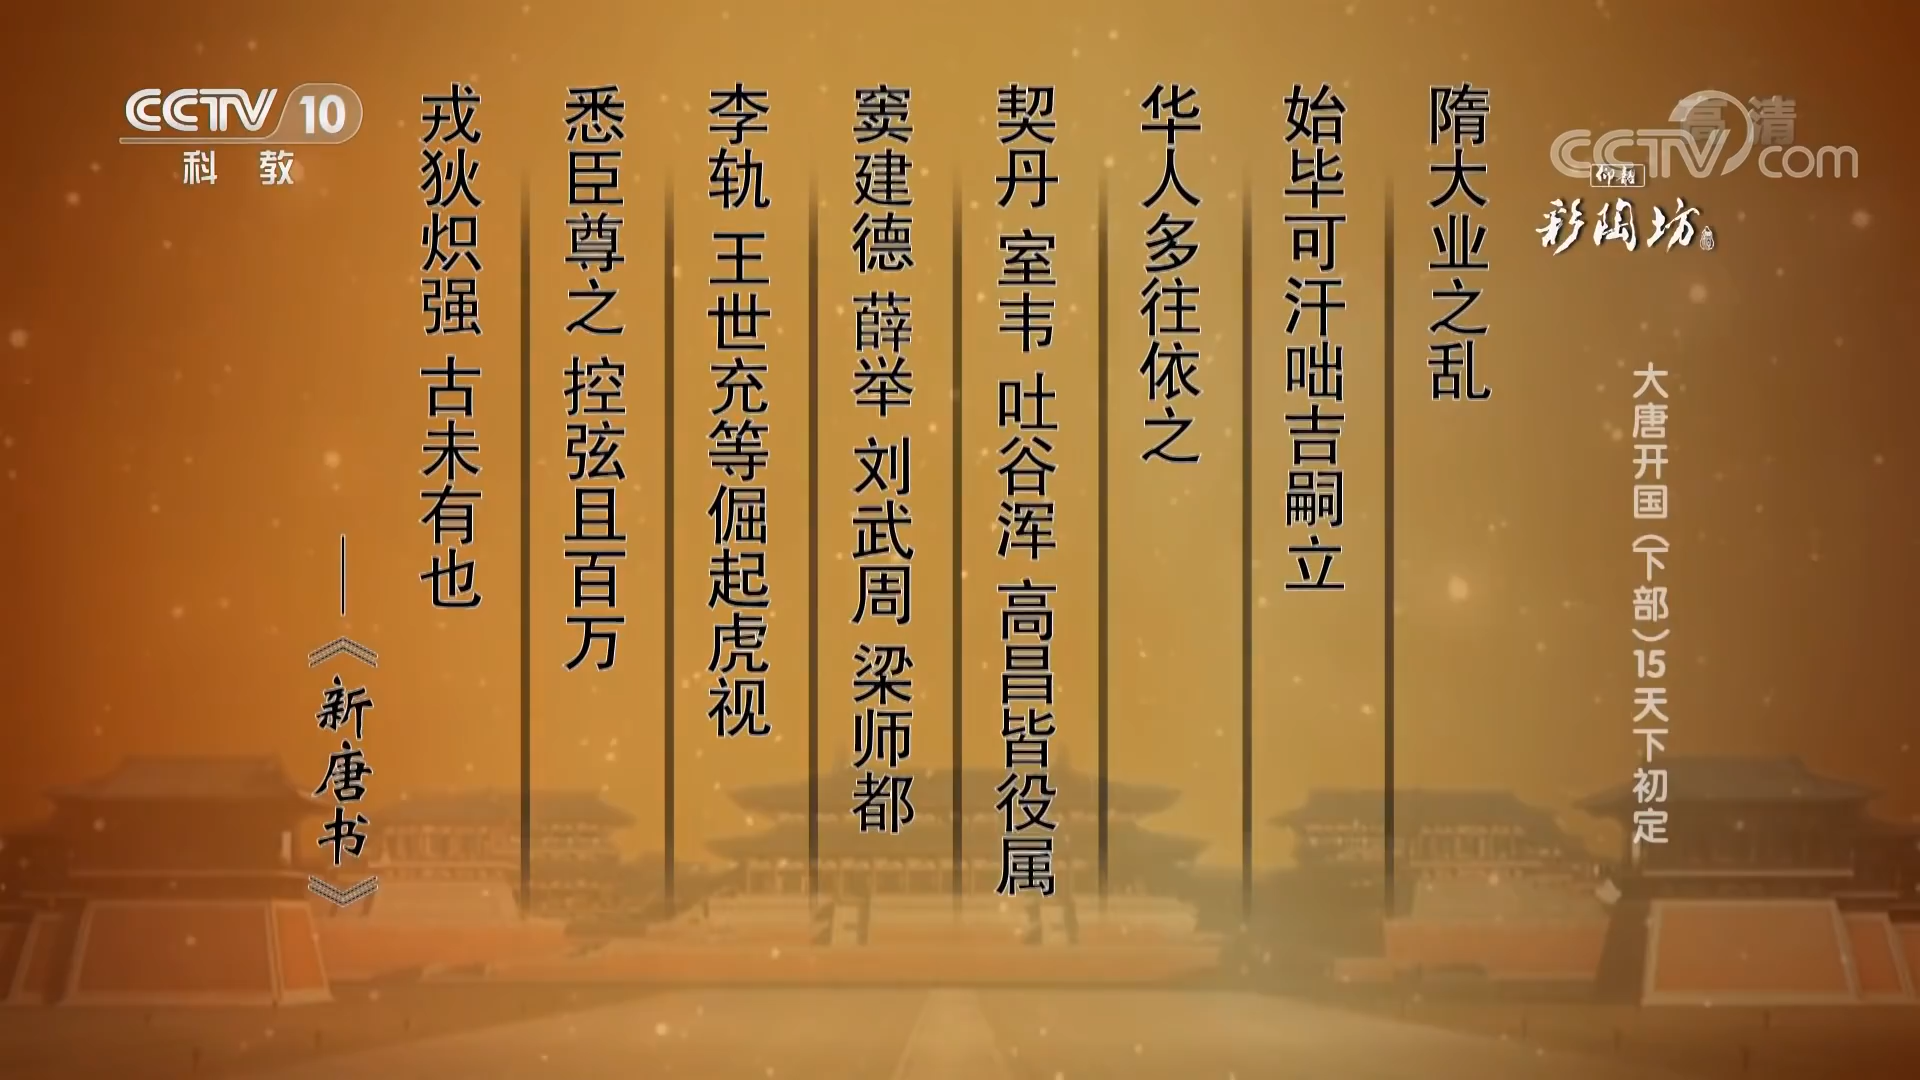 CCTV 10
科 教
高清
CCTV.com
仰韶
彩陶坊
大唐开国（下部）15天下初定
隋大业之乱
始毕可汗咄吉嗣立
华人多往依之
契丹 室韦 吐谷浑 高昌皆役属
窦建德 薛举 刘武周 梁师都
李轨 王世充等倔起虎视
悉臣尊之 控弦且百万
戎狄炽强 古未有也
——《新唐书》